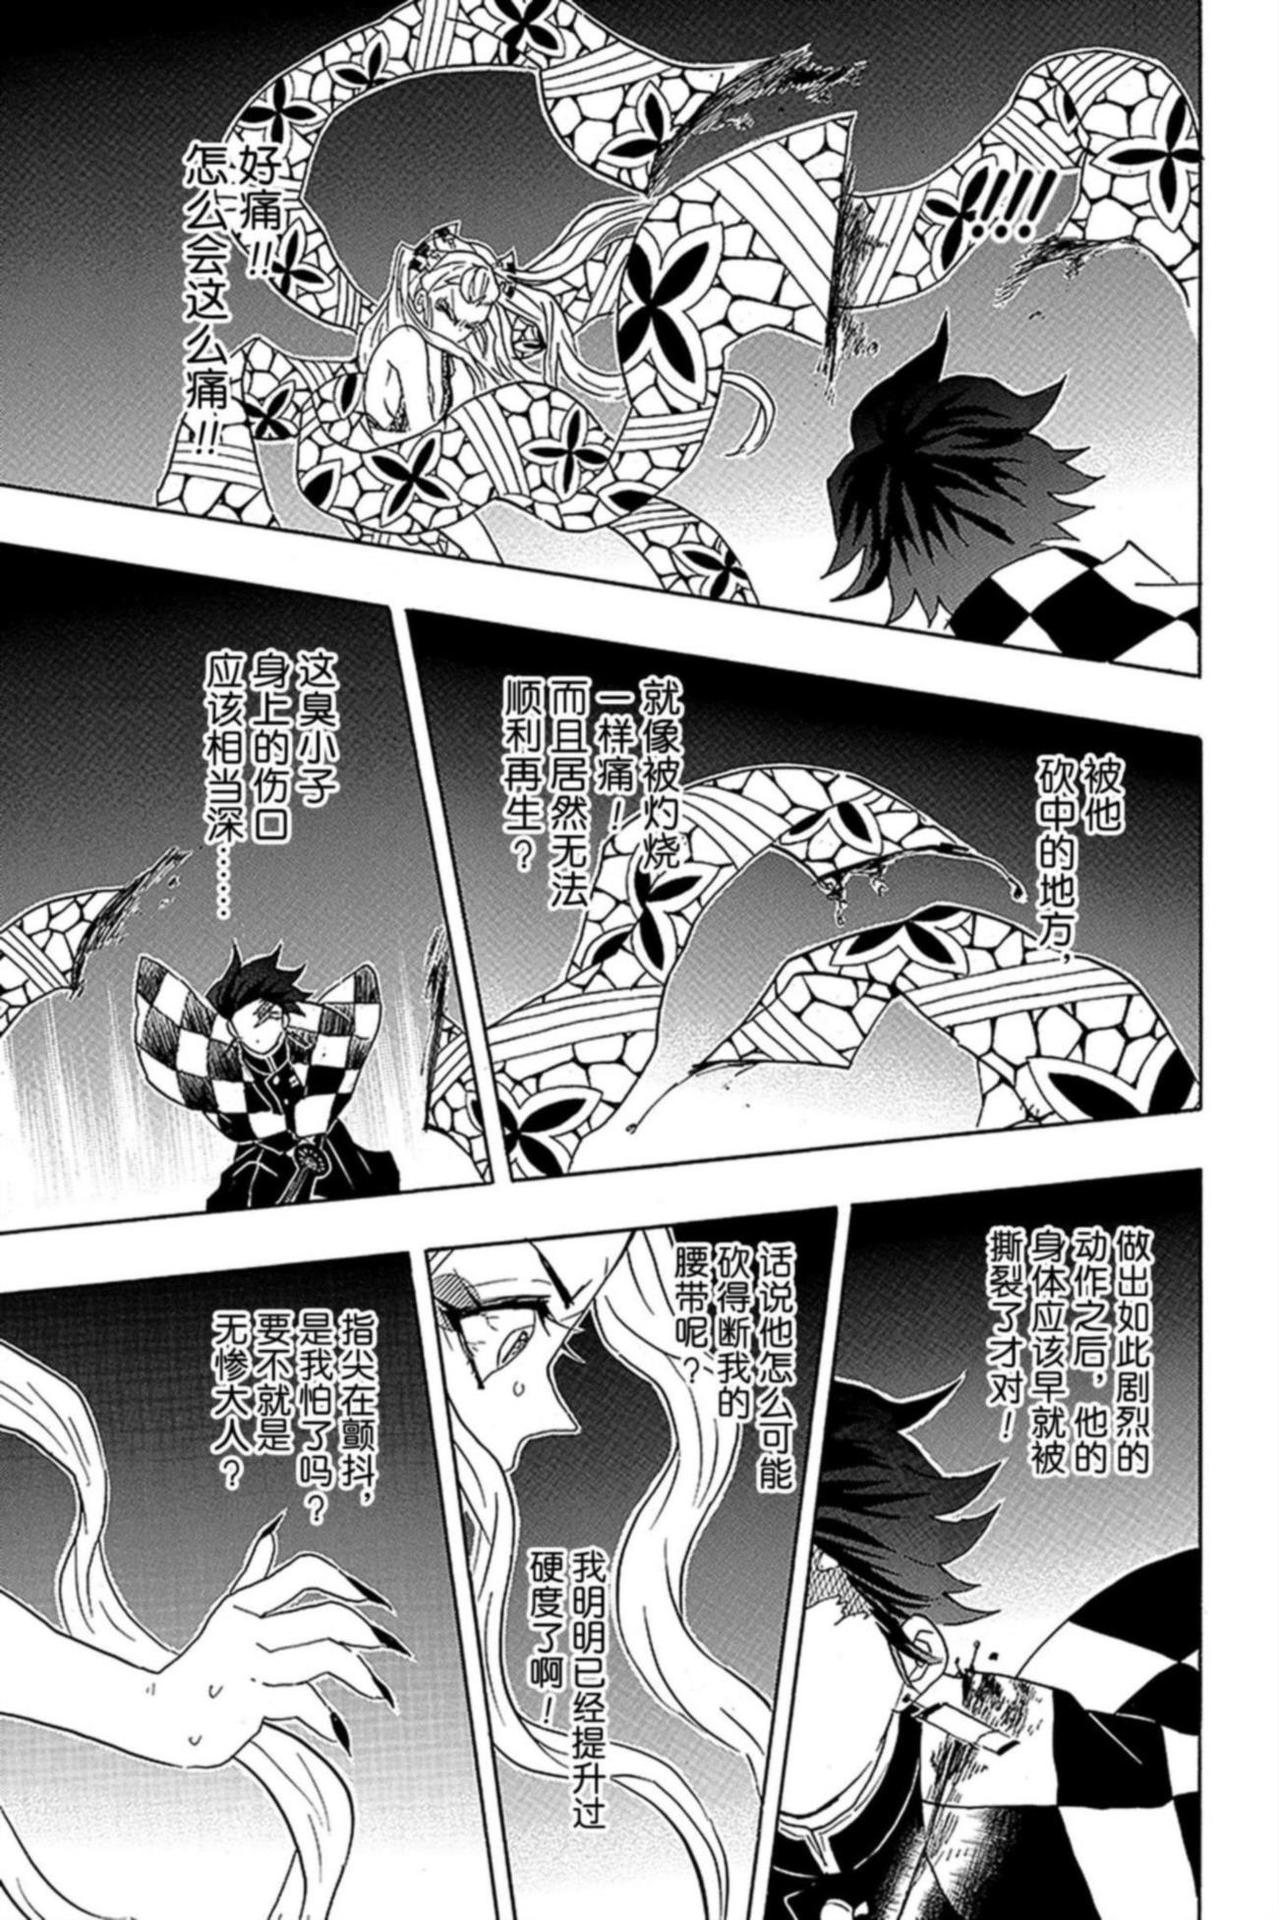 !!!!
好痛!!
怎么会这么痛!!
被他
砍中的地方，
就像被灼烧
一样痛！
而且居然无法
顺利再生？
这臭小子
身上的伤口
应该相当深……
做出如此剧烈的
动作之后，他的
身体应该早就被
撕裂了才对！
话说他怎么可能
砍得断我的
腰带呢？
我明明已经提升过
硬度了啊！
指尖在颤抖，
是我怕了吗？
要不就是
无惨大人？